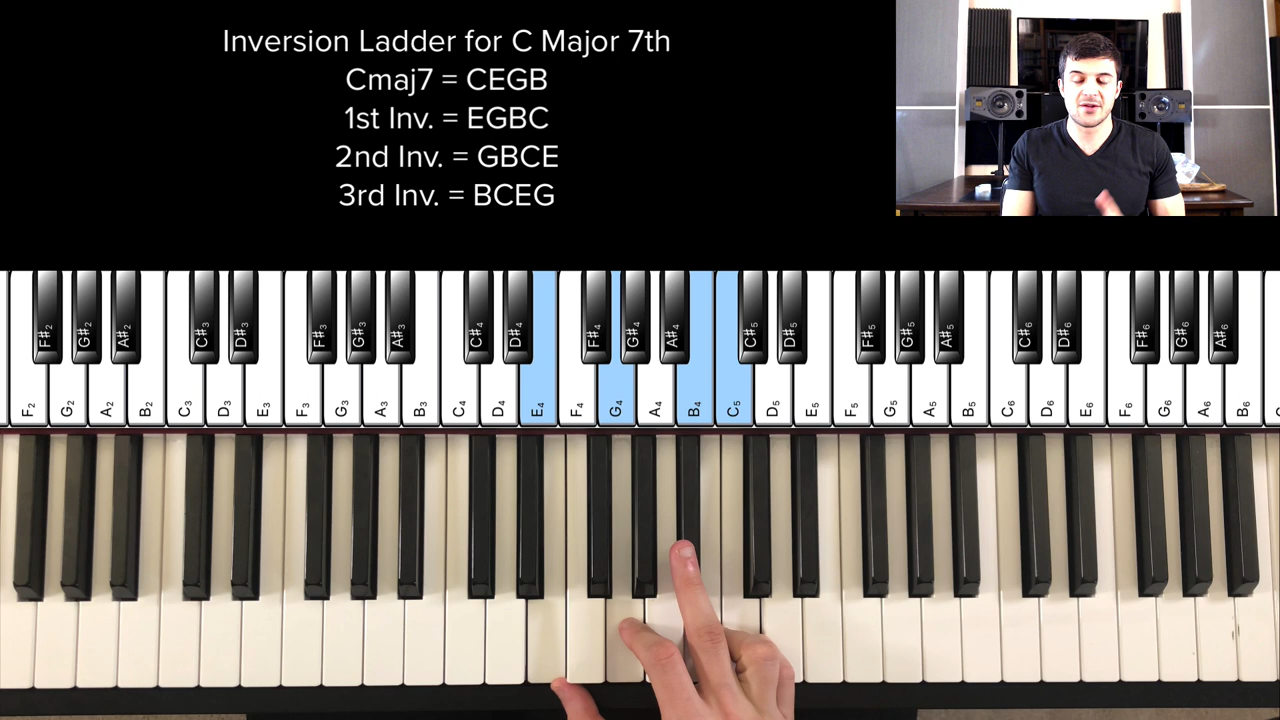 Inversion Ladder for C Major 7th
Cmaj7 = CEGB
1st Inv. = EGBC
2nd Inv. = GBCE
3rd Inv. = BCEG
F#2 G#2 A#2 C#3 D#3 F#3 G#3 A#3 C#4 D#4 F#4 G#4 A#4 C#5 D#5 F#5 G#5 A#5 C#6 D#6 F#6 G#6 A#6
F2 G2 A2 B2 C3 D3 E3 F3 G3 A3 B3 C4 D4 E4 F4 G4 A4 B4 C5 D5 E5 F5 G5 A5 B5 C6 D6 E6 F6 G6 A6 B6